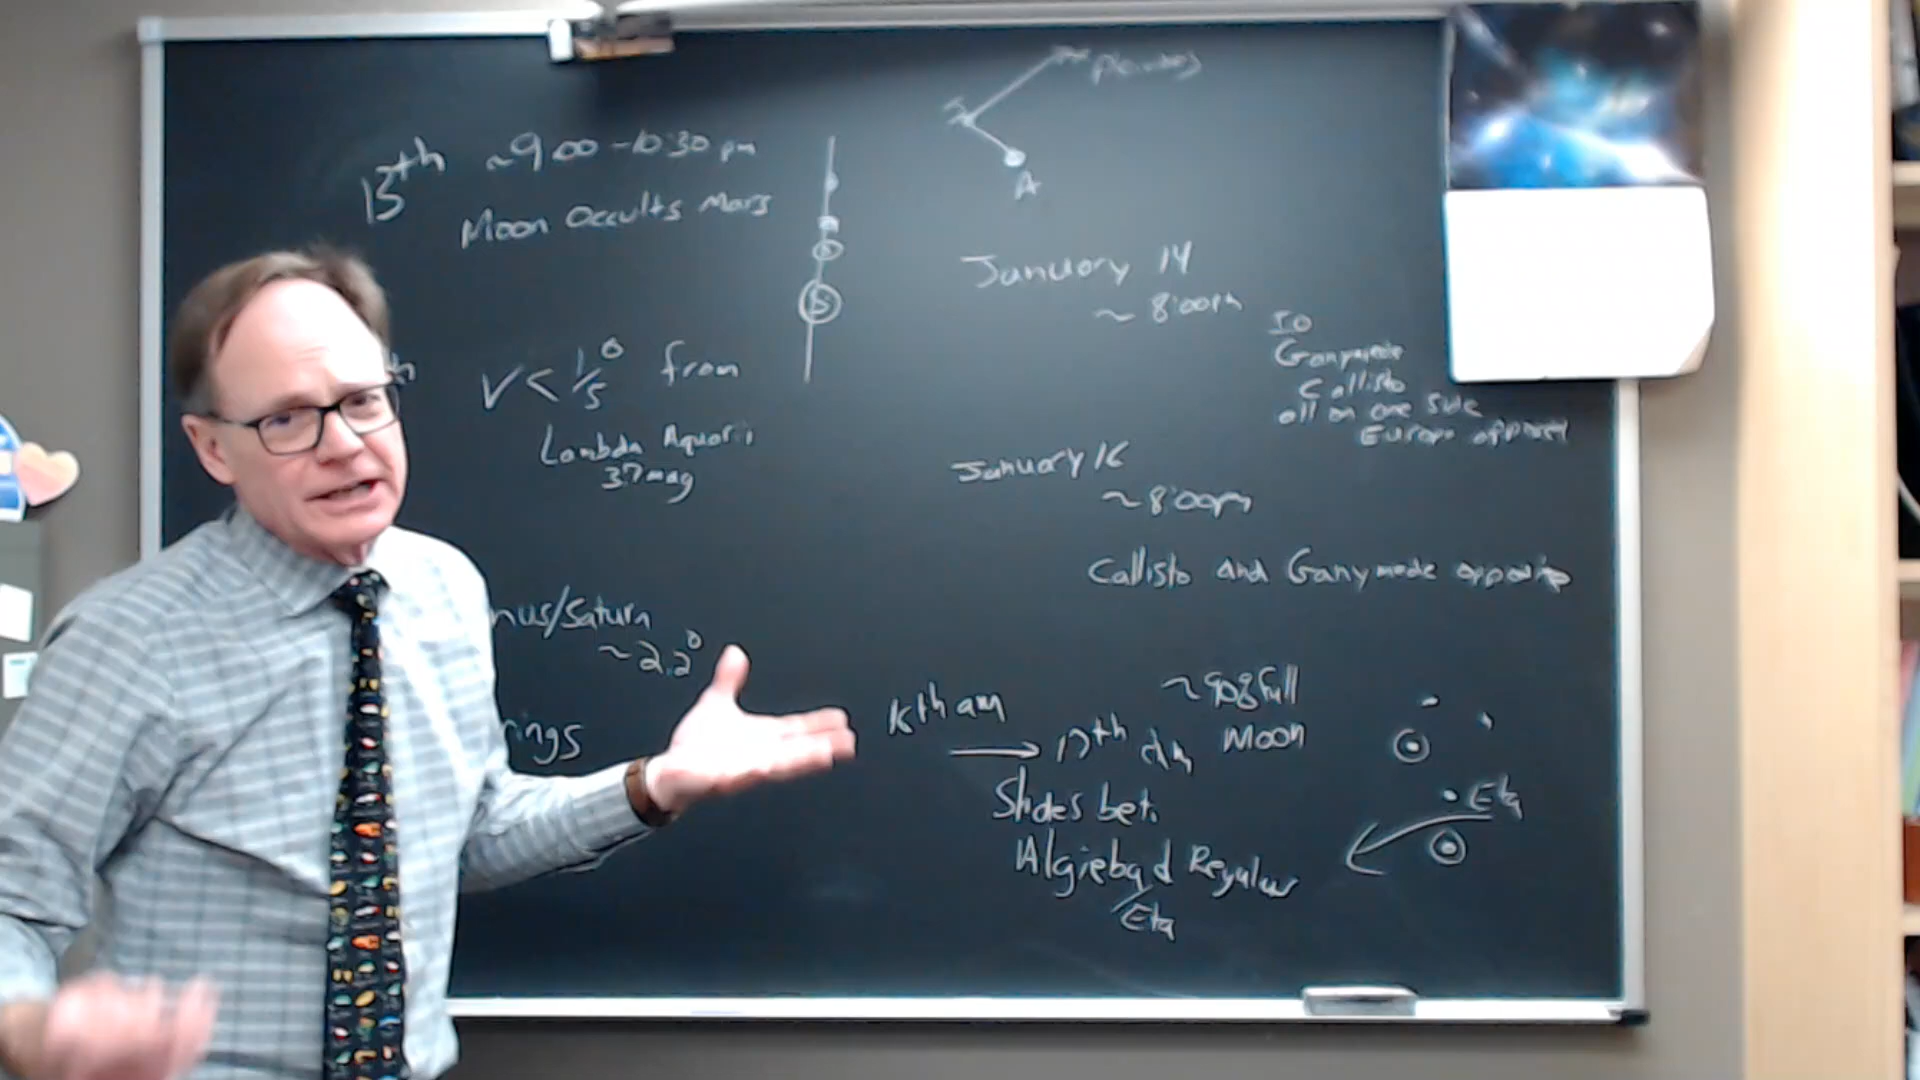 13th ~9:00-10:30 pm
Moon Occults Mars
V < 1/5° from
Lambda Aquarii
3.7 mag
nus/Saturn
~2.2°
rings
Pleiades
A
January 14
~ 8:00pm
Io
Ganymede
Callisto
all on one side
Europa opposite
January 16
~8:00pm
Callisto and Ganymede opposite
16th am
→ 17th am
~90% full
Moon
Slides bet.
Algieba d Regulus
Eta
Eta